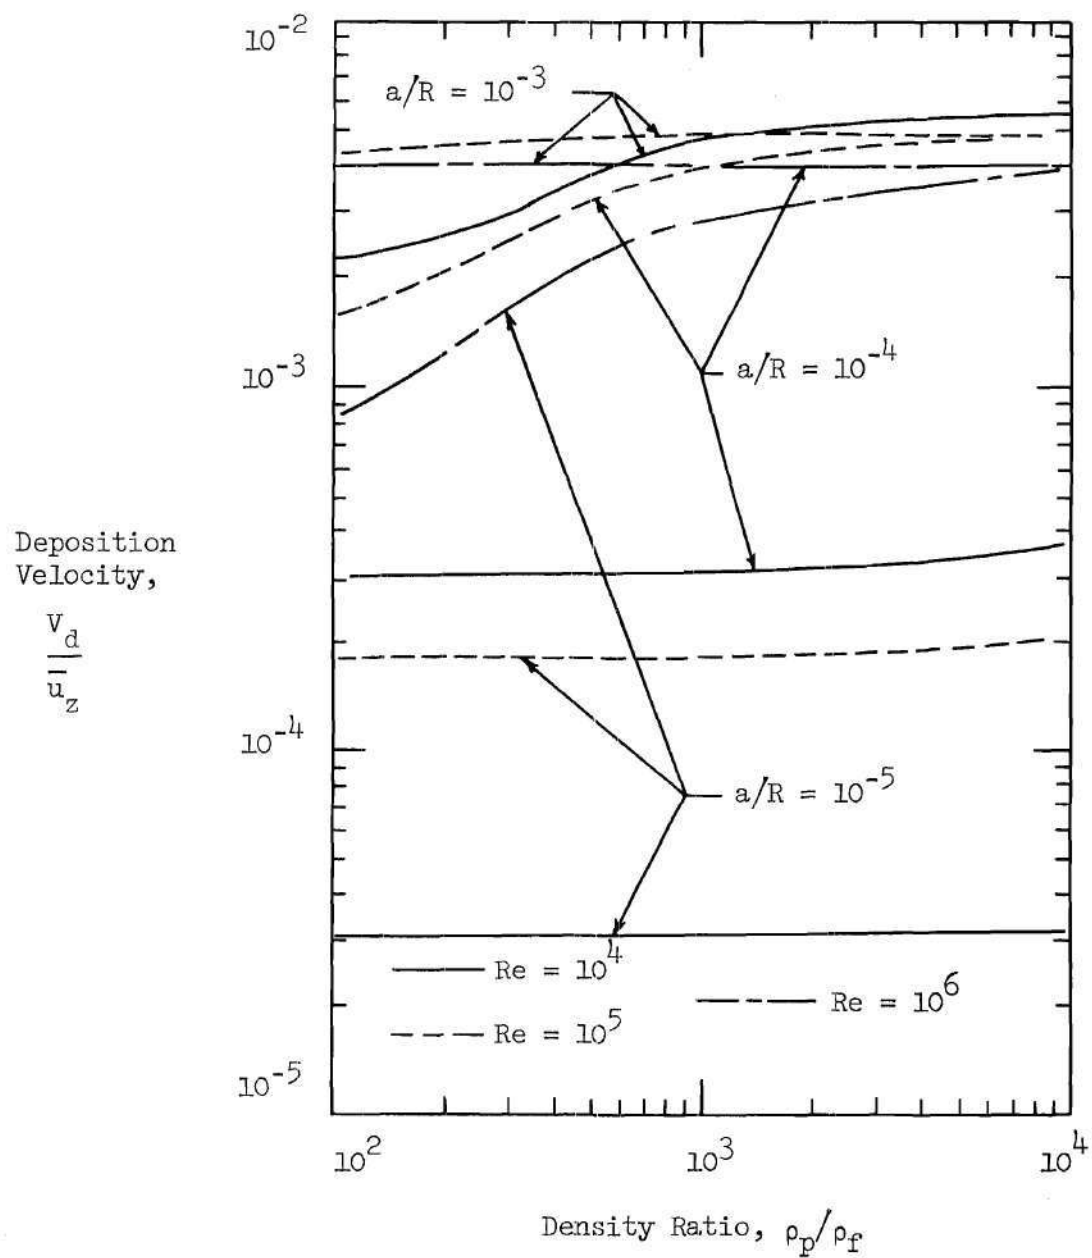 10^-2
a/R = 10^-3
10^-3
a/R = 10^-4
Deposition
Velocity,
V_d
ū_z
10^-4
a/R = 10^-5
Re = 10^4
Re = 10^6
Re = 10^5
10^-5
10^2
10^3
10^4
Density Ratio, ρ_p/ρ_f